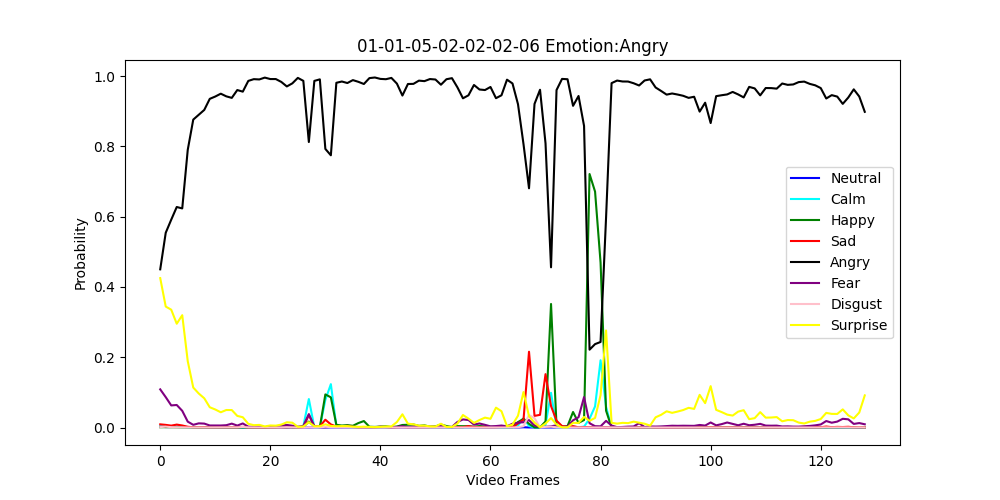 01-01-05-02-02-02-06 Emotion:Angry
Probability
1.0
0.8
0.6
0.4
0.2
0.0
0
20
40
60
80
100
120
Video Frames
Neutral
Calm
Happy
Sad
Angry
Fear
Disgust
Surprise